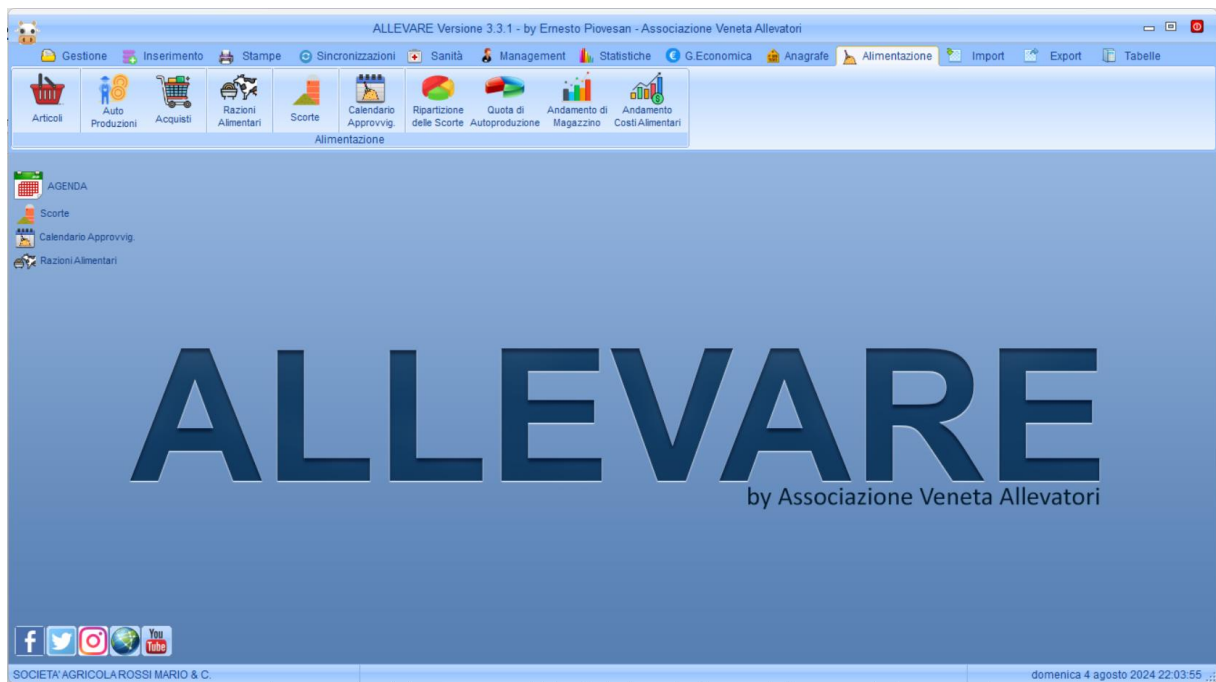 ALLEVARE Versione 3.3.1 - by Ernesto Piovesan - Associazione Veneta Allevatori
Gestione Inserimento Stampe Sincronizzazioni Sanità Management Statistiche G.Economica Anagrafe Alimentazione Import Export Tabelle
Articoli
Auto
Produzioni
Acquisti
Razioni
Alimentari
Scorte
Calendario
Approvvig.
Ripartizione
delle Scorte
Quota di
Autoproduzione
Andamento di
Magazzino
Andamento
Costi Alimentari
Alimentazione
AGENDA
Scorte
Calendario Approvvig.
Razioni Alimentari
ALLEVARE
by Associazione Veneta Allevatori
f
You
Tube
SOCIETA' AGRICOLA ROSSI MARIO & C.
domenica 4 agosto 2024 22:03:55